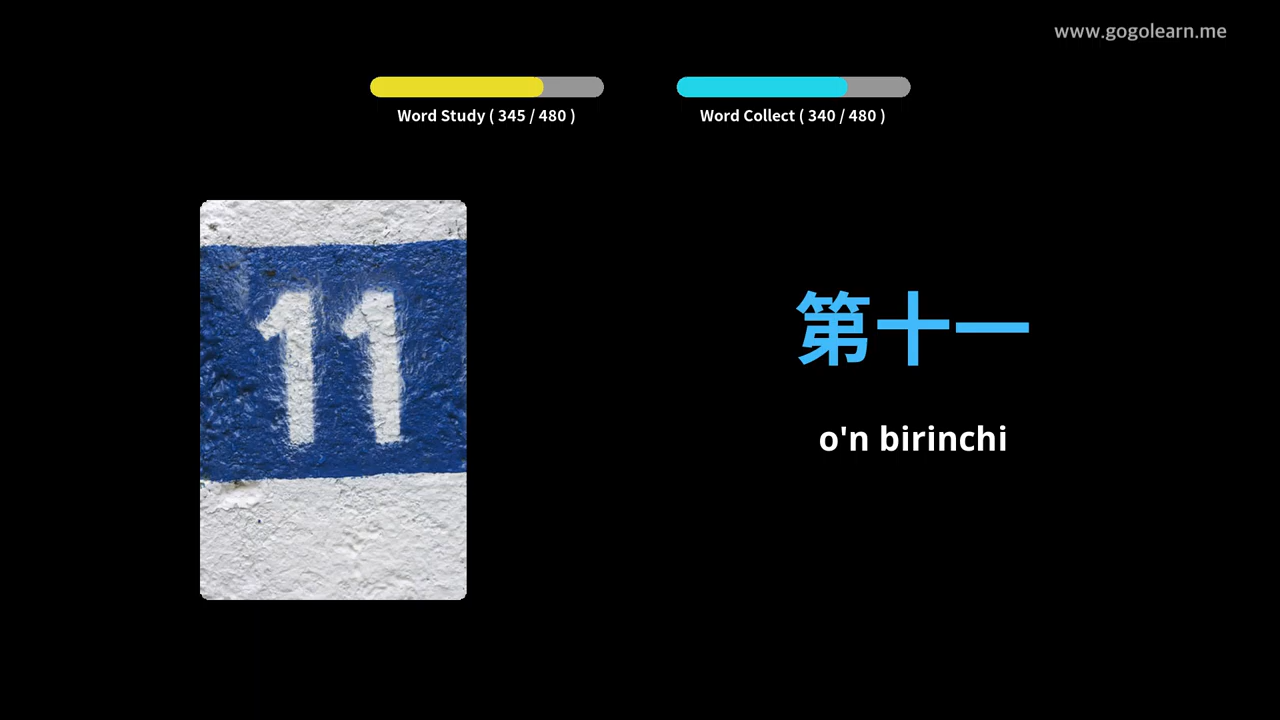 www.gogolearn.me
Word Study ( 345 / 480 )
Word Collect ( 340 / 480 )
11
第十一
o'n birinchi